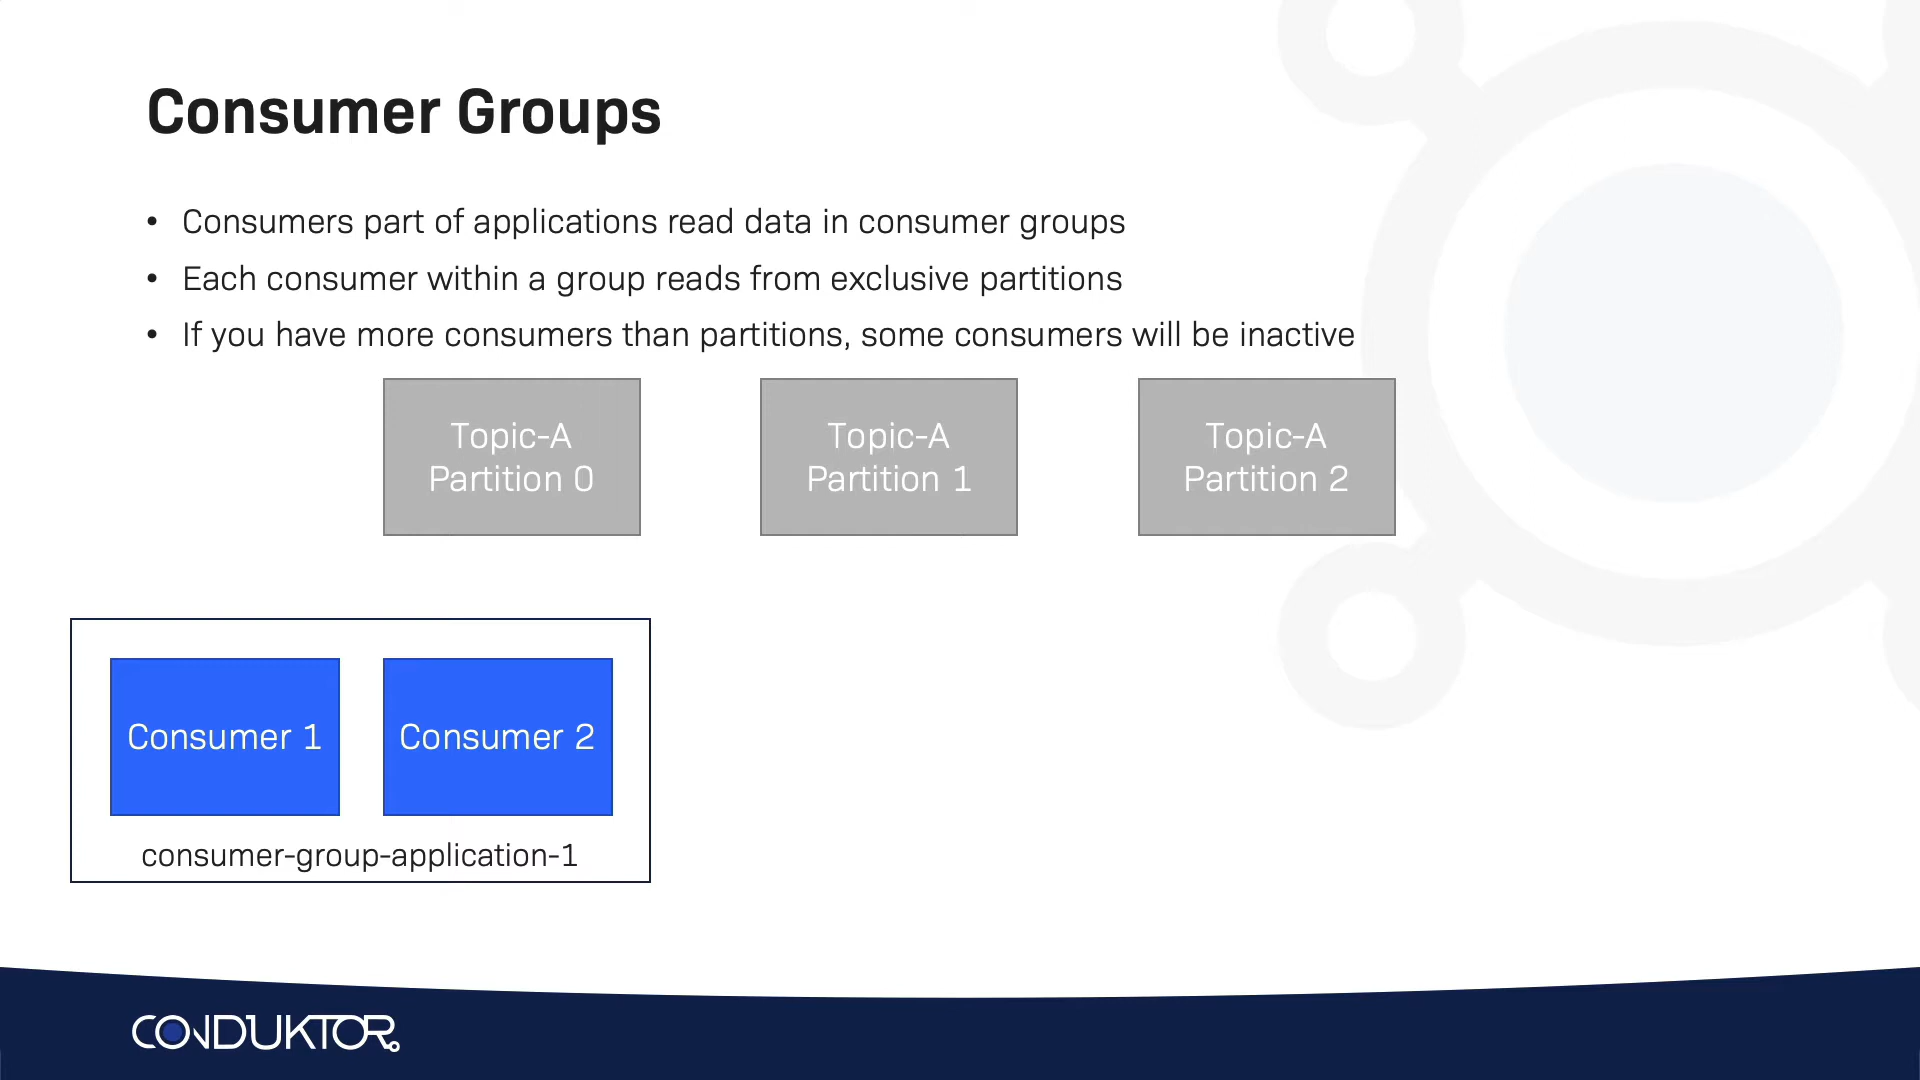 Consumer Groups
• Consumers part of applications read data in consumer groups
• Each consumer within a group reads from exclusive partitions
• If you have more consumers than partitions, some consumers will be inactive
Topic-A
Partition 0
Topic-A
Partition 1
Topic-A
Partition 2
Consumer 1
Consumer 2
consumer-group-application-1
CONDUKTOR